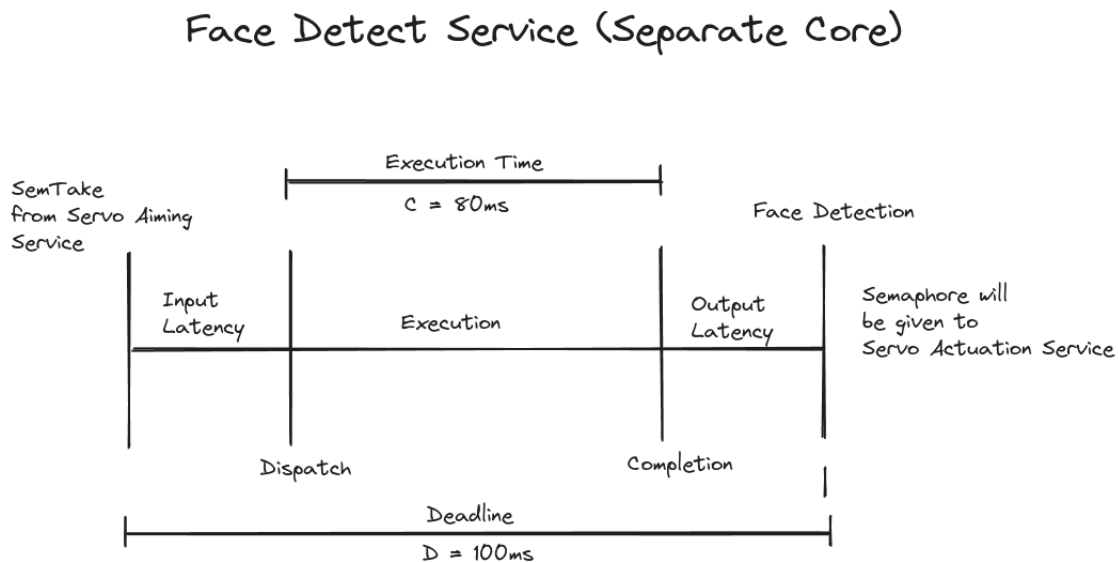 Face Detect Service (Separate Core)
Execution Time
C = 80ms
SemTake
from Servo Aiming
Service
Face Detection
Input
Latency
Execution
Output
Latency
Semaphore will
be given to
Servo Actuation Service
Dispatch
Completion
Deadline
D = 100ms